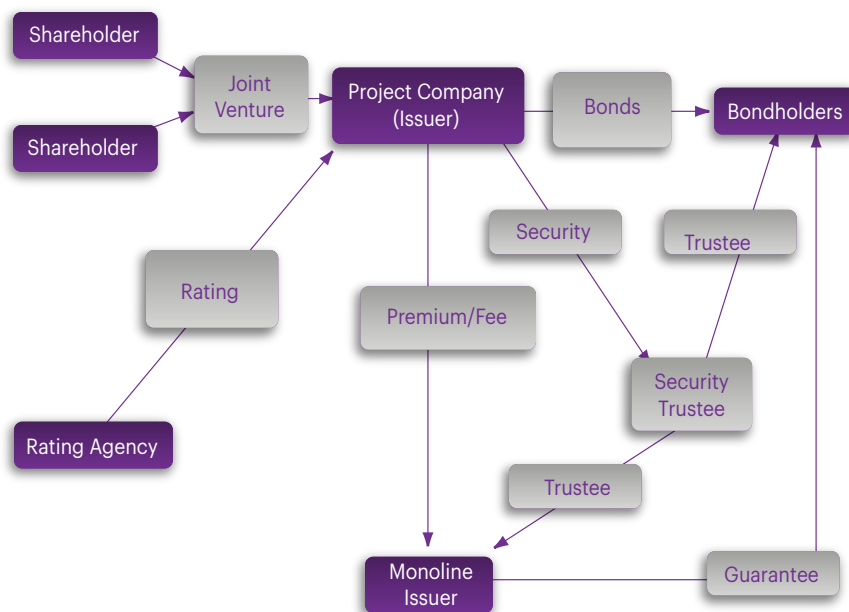 Shareholder
Joint
Venture
Project Company
(Issuer)
Bonds
Bondholders
Shareholder
Security
Trustee
Rating
Premium/Fee
Security
Trustee
Rating Agency
Trustee
Monoline
Issuer
Guarantee